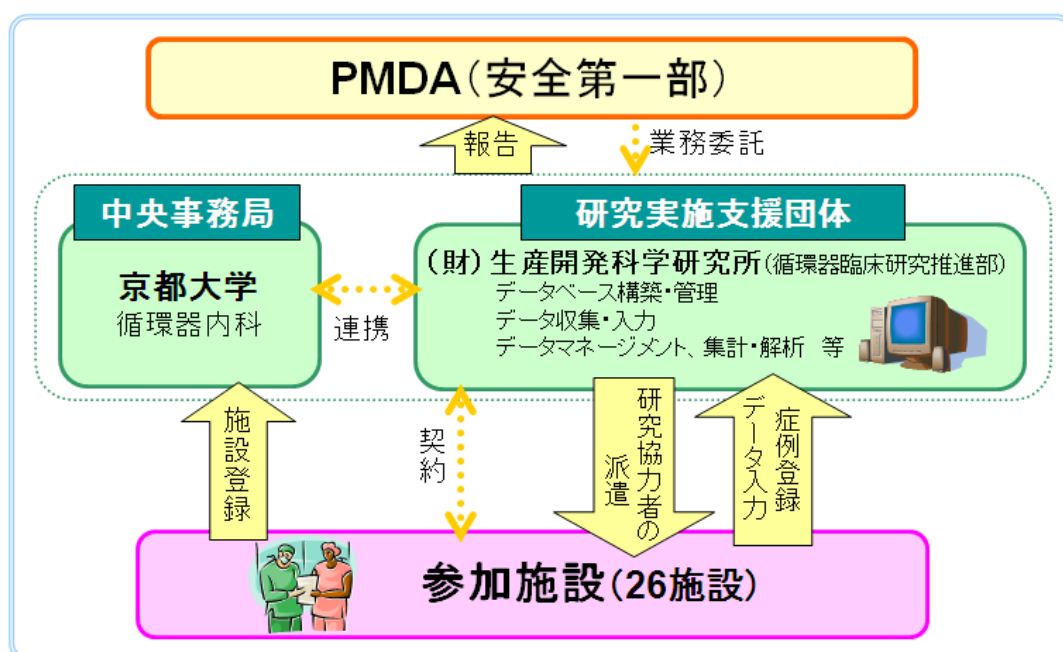 PMDA（安全第一部）
報告
業務委託
中央事務局
研究実施支援団体
京都大学
循環器内科
連携
（財）生産開発科学研究所（循環器臨床研究推進部）
データベース構築・管理
データ収集・入力
データマネージメント、集計・解析　等
施設登録
契約
研究協力者の
派遣
症例登録
データ入力
参加施設（26施設）